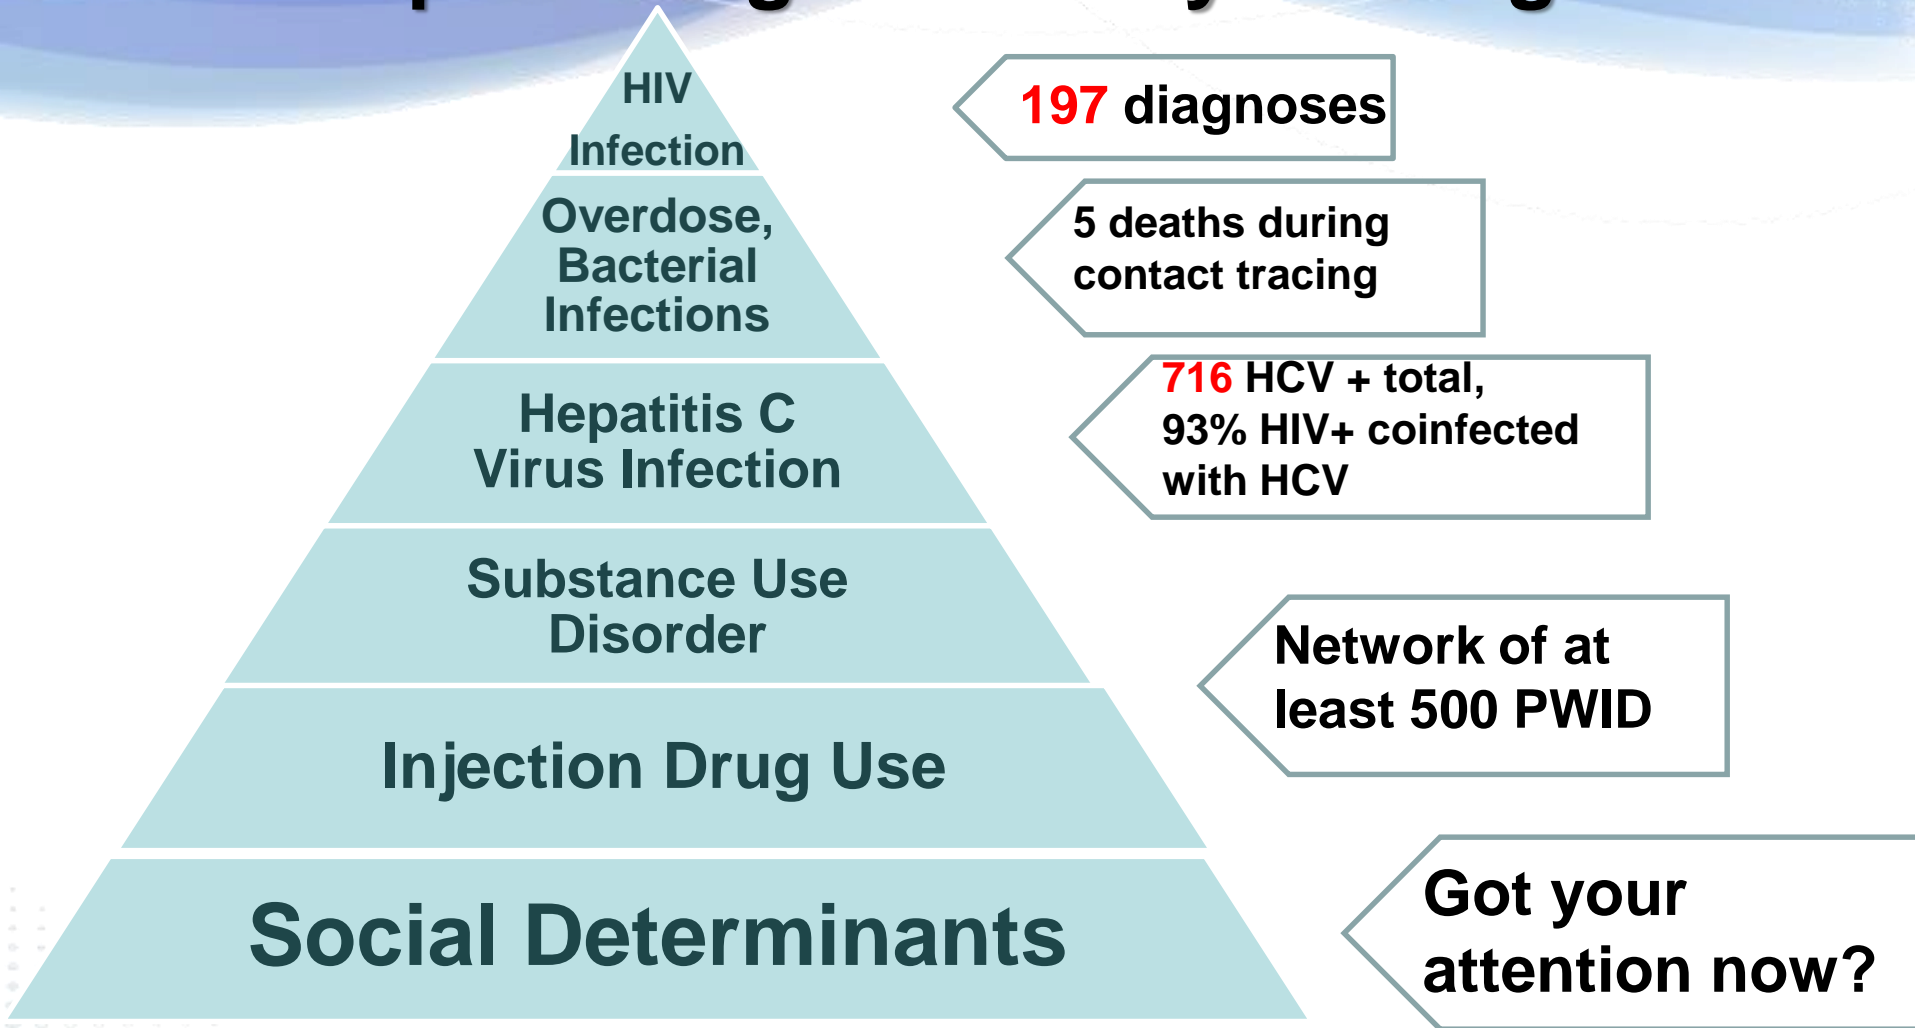 HIV
Infection
197 diagnoses
Overdose,
Bacterial
Infections
5 deaths during
contact tracing
Hepatitis C
Virus Infection
716 HCV + total,
93% HIV+ coinfected
with HCV
Substance Use
Disorder
Network of at
least 500 PWID
Injection Drug Use
Social Determinants
Got your
attention now?